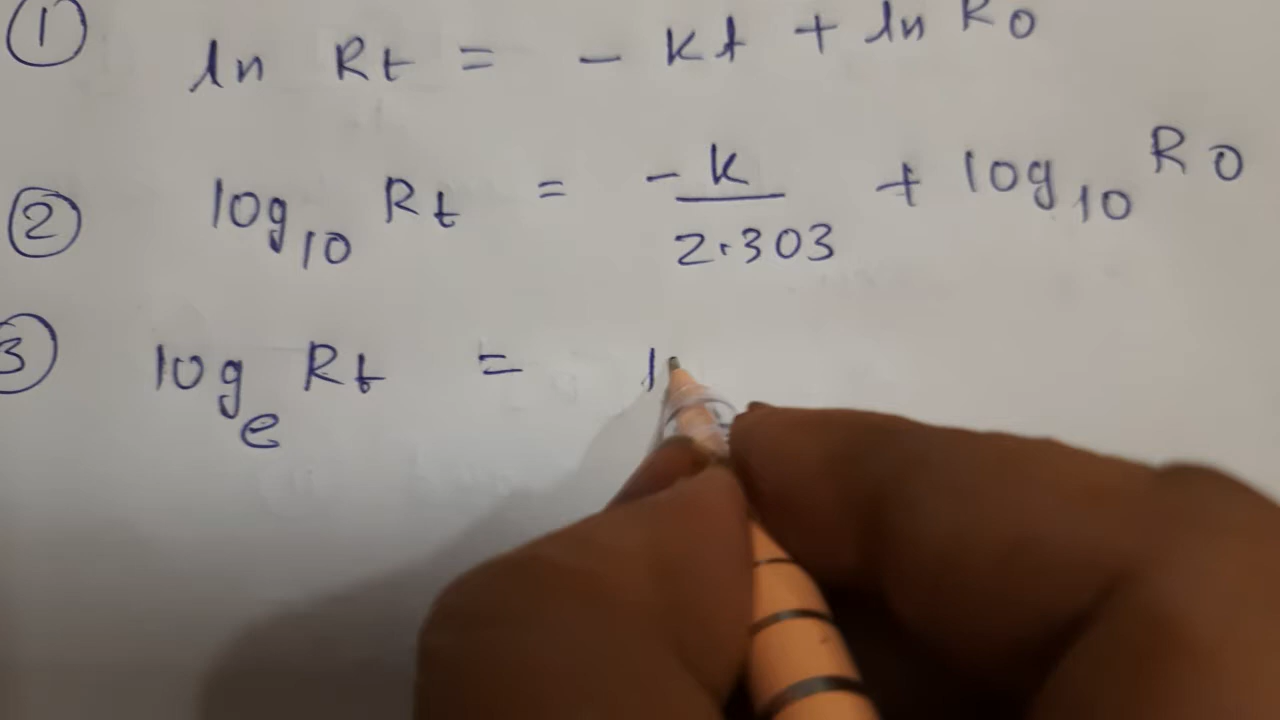 ① ln Rt = - kt + ln R0
② log10 Rt = -k/2.303 + log10 R0
③ loge Rt = l